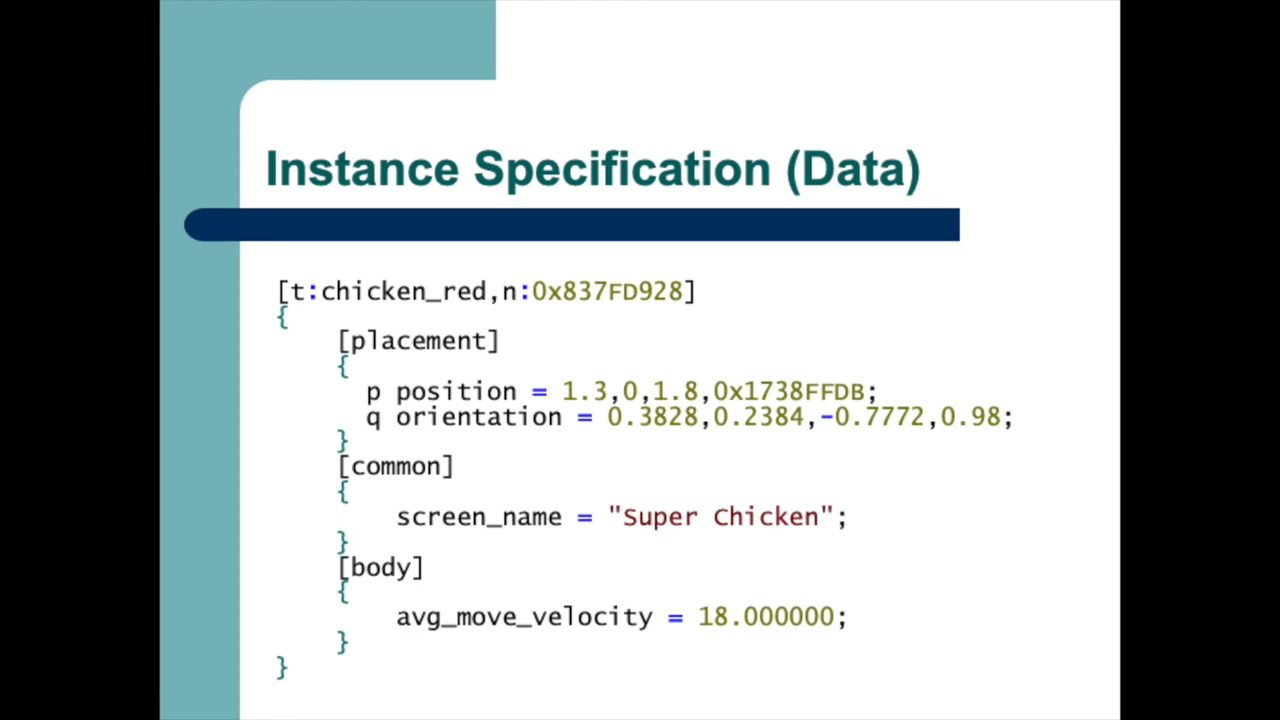 Instance Specification (Data)
[t:chicken_red,n:0x837FD928]
{
[placement]
{
p position = 1.3,0,1.8,0x1738FFDB;
q orientation = 0.3828,0.2384,-0.7772,0.98;
}
[common]
{
screen_name = "Super Chicken";
}
[body]
{
avg_move_velocity = 18.000000;
}
}